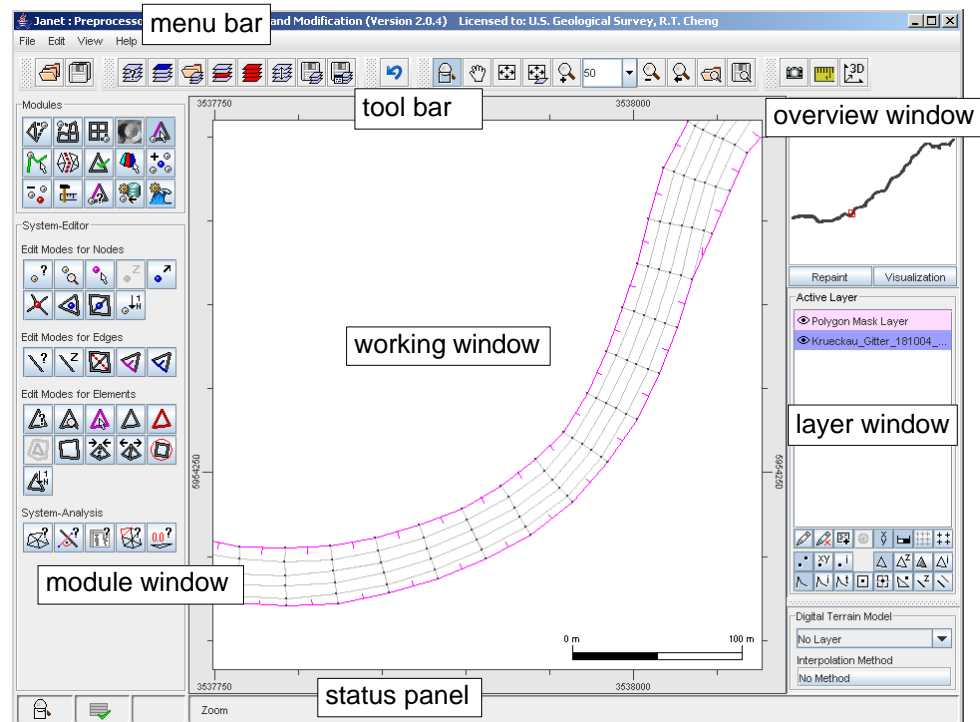 Janet : Preprocesso
and Modification (Version 2.0.4) Licensed to: U.S. Geological Survey, R.T. Cheng
menu bar
File Edit View Help
50
3D
tool bar
overview window
Modules
3537750
3538000
System-Editor
Edit Modes for Nodes
Repaint
Visualization
Active Layer
Polygon Mask Layer
Krueckau_Gitter_181004_...
Edit Modes for Edges
working window
Edit Modes for Elements
layer window
5954250
5954250
System-Analysis
module window
0 m
100 m
Digital Terrain Model
No Layer
Interpolation Method
No Method
3537750
3538000
status panel
Zoom